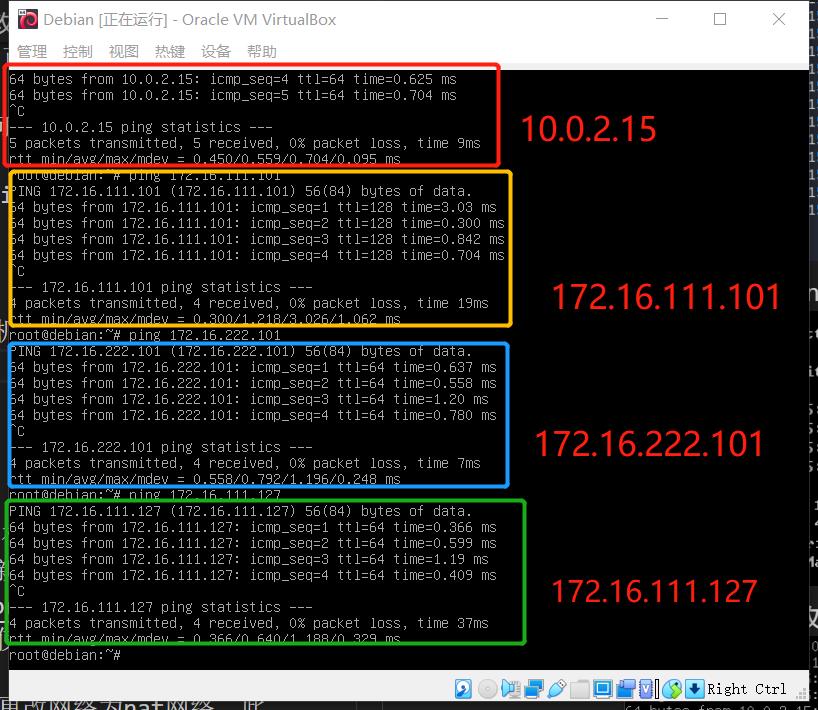 Debian [正在运行] - Oracle VM VirtualBox
管理 控制 视图 热键 设备 帮助
64 bytes from 10.0.2.15: icmp_seq=4 ttl=64 time=0.625 ms
64 bytes from 10.0.2.15: icmp_seq=5 ttl=64 time=0.704 ms
^C
--- 10.0.2.15 ping statistics ---
5 packets transmitted, 5 received, 0% packet loss, time 9ms
rtt min/avg/max/mdev = 0.450/0.559/0.704/0.095 ms
10.0.2.15
root@debian:~# ping 172.16.111.101
PING 172.16.111.101 (172.16.111.101) 56(84) bytes of data.
64 bytes from 172.16.111.101: icmp_seq=1 ttl=128 time=3.03 ms
64 bytes from 172.16.111.101: icmp_seq=2 ttl=128 time=0.300 ms
64 bytes from 172.16.111.101: icmp_seq=3 ttl=128 time=0.842 ms
64 bytes from 172.16.111.101: icmp_seq=4 ttl=128 time=0.704 ms
^C
--- 172.16.111.101 ping statistics ---
4 packets transmitted, 4 received, 0% packet loss, time 19ms
rtt min/avg/max/mdev = 0.300/1.218/3.026/1.062 ms
172.16.111.101
root@debian:~# ping 172.16.222.101
PING 172.16.222.101 (172.16.222.101) 56(84) bytes of data.
64 bytes from 172.16.222.101: icmp_seq=1 ttl=64 time=0.637 ms
64 bytes from 172.16.222.101: icmp_seq=2 ttl=64 time=0.558 ms
64 bytes from 172.16.222.101: icmp_seq=3 ttl=64 time=1.20 ms
64 bytes from 172.16.222.101: icmp_seq=4 ttl=64 time=0.780 ms
^C
--- 172.16.222.101 ping statistics ---
4 packets transmitted, 4 received, 0% packet loss, time 7ms
rtt min/avg/max/mdev = 0.558/0.792/1.196/0.248 ms
172.16.222.101
root@debian:~# ping 172.16.111.127
PING 172.16.111.127 (172.16.111.127) 56(84) bytes of data.
64 bytes from 172.16.111.127: icmp_seq=1 ttl=64 time=0.366 ms
64 bytes from 172.16.111.127: icmp_seq=2 ttl=64 time=0.599 ms
64 bytes from 172.16.111.127: icmp_seq=3 ttl=64 time=1.19 ms
64 bytes from 172.16.111.127: icmp_seq=4 ttl=64 time=0.409 ms
^C
--- 172.16.111.127 ping statistics ---
4 packets transmitted, 4 received, 0% packet loss, time 37ms
rtt min/avg/max/mdev = 0.366/0.640/1.188/0.329 ms
172.16.111.127
root@debian:~#
Right Ctrl